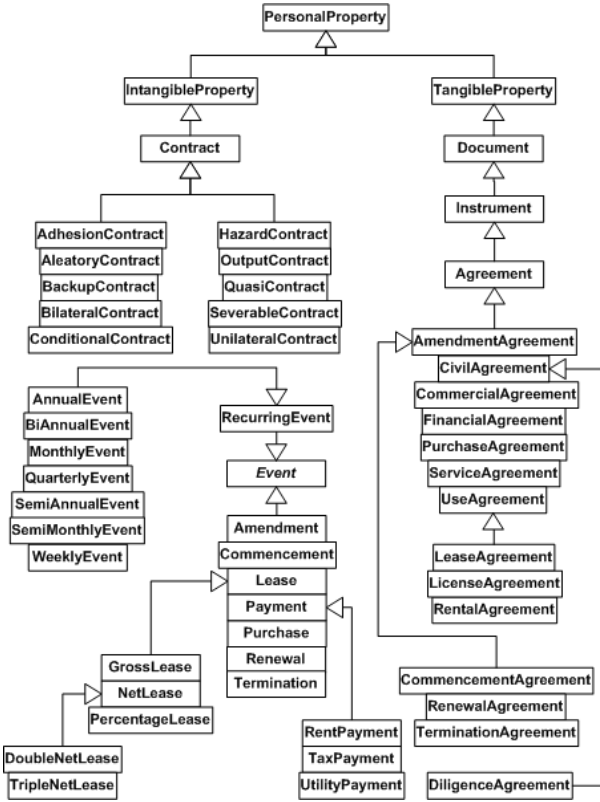 PersonalProperty
IntangibleProperty
TangibleProperty
Contract
Document
Instrument
Agreement
AdhesionContract
AleatoryContract
BackupContract
BilateralContract
ConditionalContract
HazardContract
OutputContract
QuasiContract
SeverableContract
UnilateralContract
AmendmentAgreement
CivilAgreement
CommercialAgreement
FinancialAgreement
PurchaseAgreement
ServiceAgreement
UseAgreement
AnnualEvent
BiAnnualEvent
MonthlyEvent
QuarterlyEvent
SemiAnnualEvent
SemiMonthlyEvent
WeeklyEvent
RecurringEvent
Event
Amendment
Commencement
Lease
Payment
Purchase
Renewal
Termination
LeaseAgreement
LicenseAgreement
RentalAgreement
GrossLease
NetLease
PercentageLease
CommencementAgreement
RenewalAgreement
TerminationAgreement
DoubleNetLease
TripleNetLease
RentPayment
TaxPayment
UtilityPayment
DiligenceAgreement